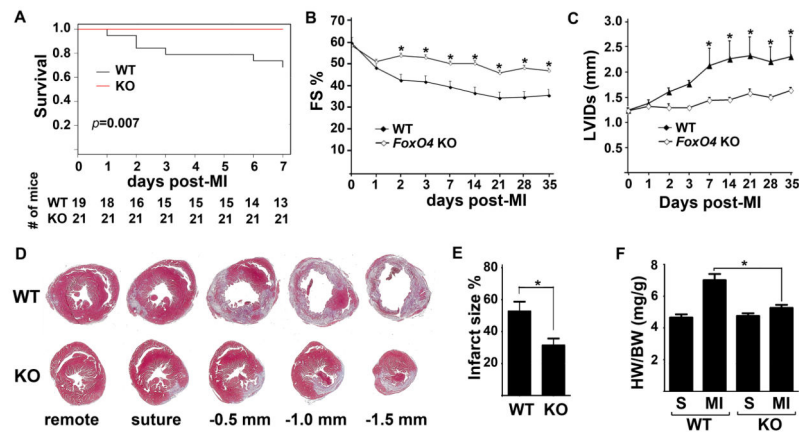 A
Survival
1.0
0.8
0.6
0.4
0.2
WT
KO
p=0.007
0 1 2 3 4 5 6 7
days post-MI
# of mice
WT 19 18 16 15 15 15 14 13
KO 21 21 21 21 21 21 21 21
B
FS %
70
60
50
40
30
20
10
0
* * * * * * *
WT
FoxO4 KO
0 1 2 3 7 14 21 28 35
days post-MI
C
LVIDs (mm)
3.0
2.5
2.0
1.5
1.0
0.5
0
* * * * *
WT
FoxO4 KO
0 1 2 3 7 14 21 28 35
Days post-MI
D
WT
KO
remote suture -0.5 mm -1.0 mm -1.5 mm
E
Infarct size %
80
60
40
20
0
*
WT KO
F
HW/BW (mg/g)
8
6
4
2
0
*
S MI S MI
WT KO